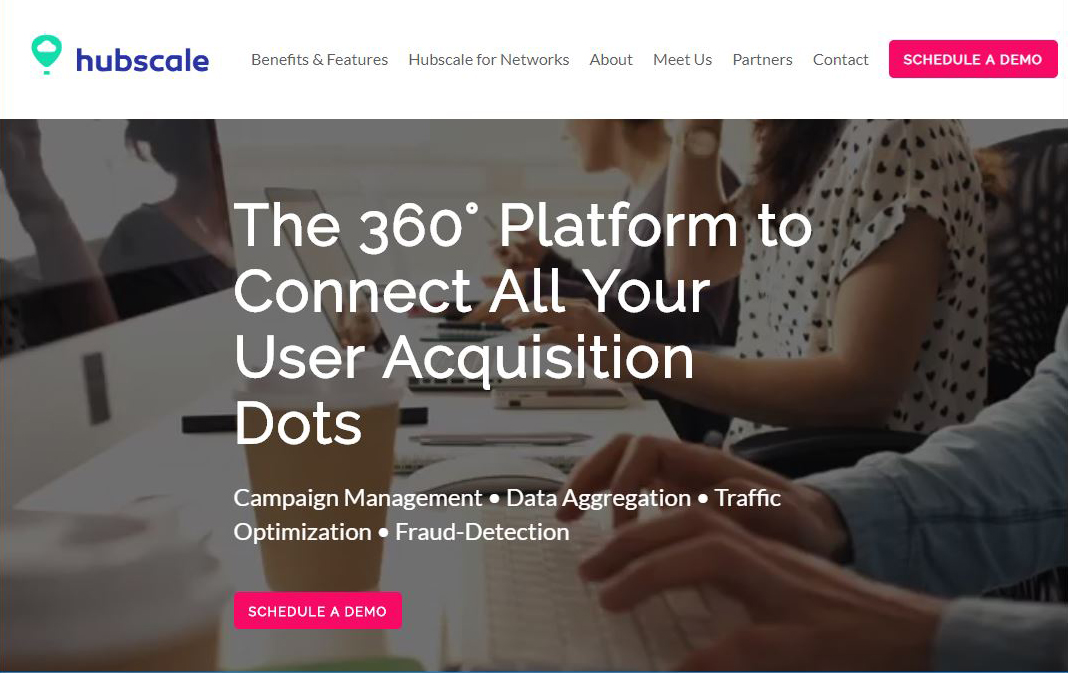 hubscale
Benefits & Features
Hubscale for Networks
About
Meet Us
Partners
Contact
SCHEDULE A DEMO
The 360° Platform to
Connect All Your
User Acquisition
Dots
Campaign Management • Data Aggregation • Traffic
Optimization • Fraud-Detection
SCHEDULE A DEMO